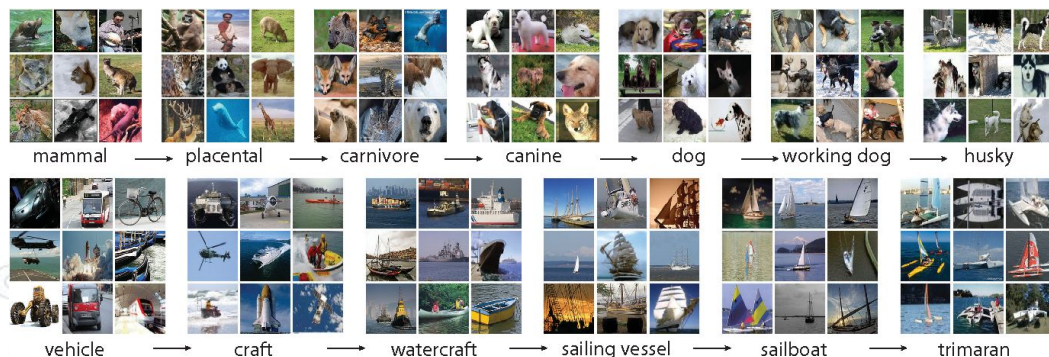 mammal placental carnivore canine dog working dog husky
vehicle craft watercraft sailing vessel sailboat trimaran